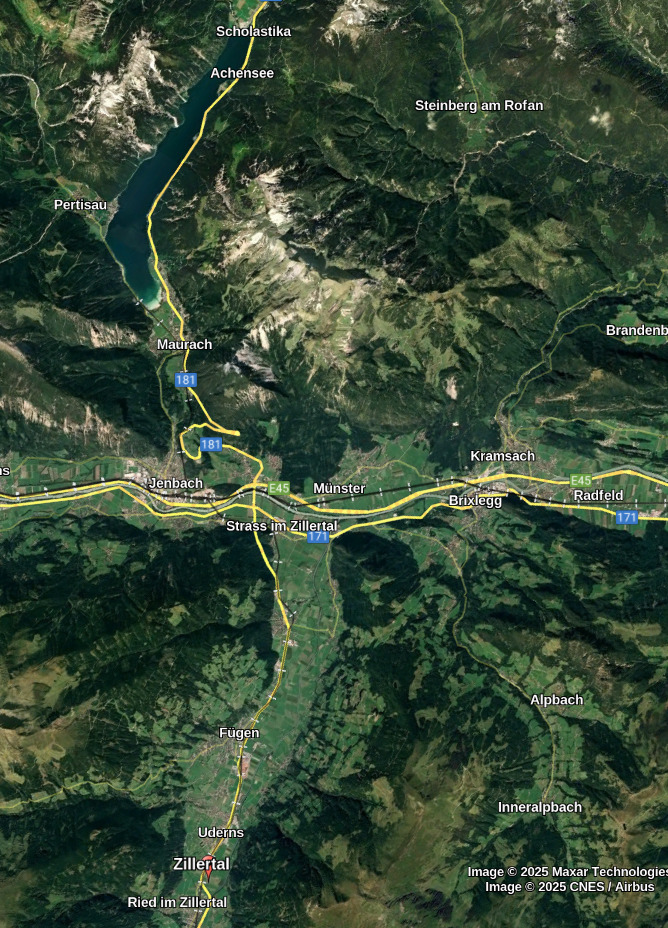 Scholastika
Achensee
Steinberg am Rofan
Pertisau
Brandenb
Maurach
181
181
Kramsach
ns
Jenbach
E45
Münster
E45
Radfeld
Brixlegg
171
Strass im Zillertal
171
Alpbach
Fügen
Inneralpbach
Uderns
Zillertal
Image © 2025 Maxar Technologies
Image © 2025 CNES / Airbus
Ried im Zillertal